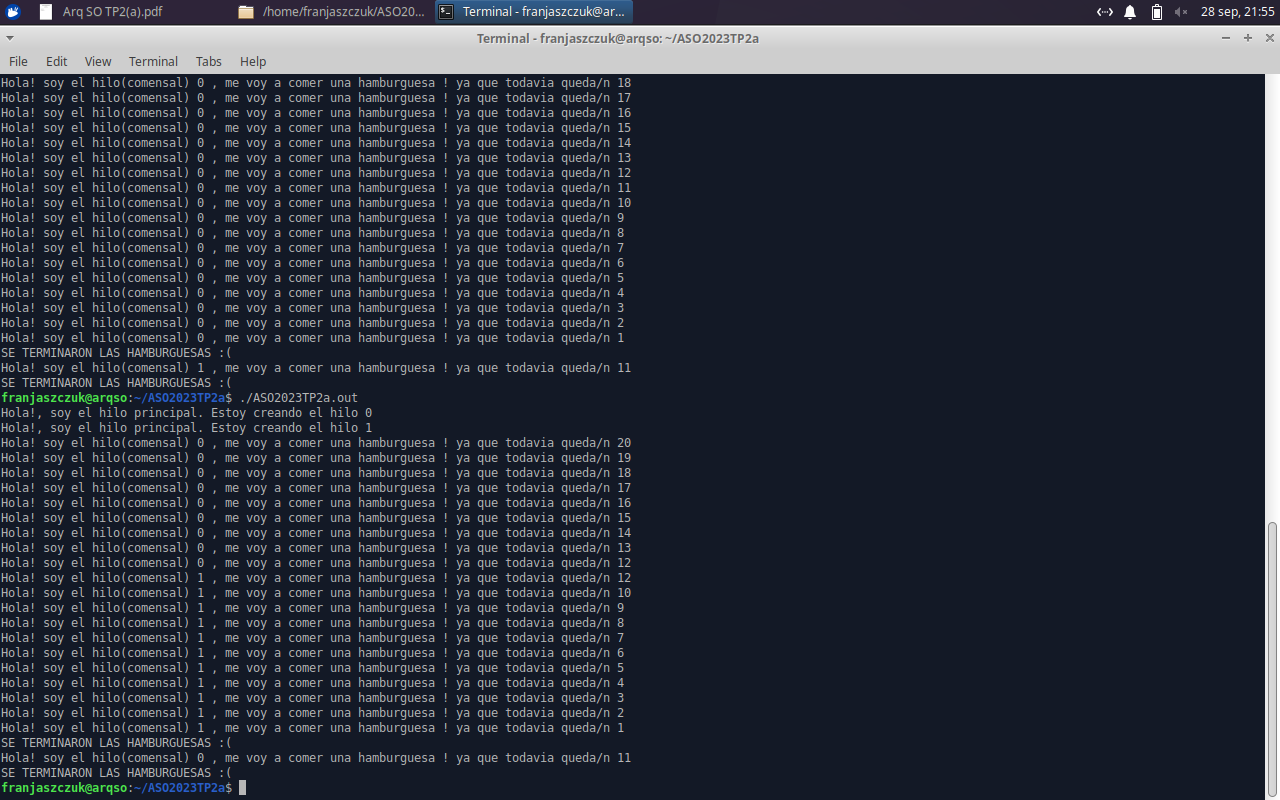 Arq SO TP2(a).pdf
/home/franjaszczuk/ASO20...
Terminal - franjaszczuk@ar...
28 sep, 21:55
Terminal - franjaszczuk@arqso: ~/ASO2023TP2a
File Edit View Terminal Tabs Help
Hola! soy el hilo(comensal) 0 , me voy a comer una hamburguesa ! ya que todavia queda/n 18
Hola! soy el hilo(comensal) 0 , me voy a comer una hamburguesa ! ya que todavia queda/n 17
Hola! soy el hilo(comensal) 0 , me voy a comer una hamburguesa ! ya que todavia queda/n 16
Hola! soy el hilo(comensal) 0 , me voy a comer una hamburguesa ! ya que todavia queda/n 15
Hola! soy el hilo(comensal) 0 , me voy a comer una hamburguesa ! ya que todavia queda/n 14
Hola! soy el hilo(comensal) 0 , me voy a comer una hamburguesa ! ya que todavia queda/n 13
Hola! soy el hilo(comensal) 0 , me voy a comer una hamburguesa ! ya que todavia queda/n 12
Hola! soy el hilo(comensal) 0 , me voy a comer una hamburguesa ! ya que todavia queda/n 11
Hola! soy el hilo(comensal) 0 , me voy a comer una hamburguesa ! ya que todavia queda/n 10
Hola! soy el hilo(comensal) 0 , me voy a comer una hamburguesa ! ya que todavia queda/n 9
Hola! soy el hilo(comensal) 0 , me voy a comer una hamburguesa ! ya que todavia queda/n 8
Hola! soy el hilo(comensal) 0 , me voy a comer una hamburguesa ! ya que todavia queda/n 7
Hola! soy el hilo(comensal) 0 , me voy a comer una hamburguesa ! ya que todavia queda/n 6
Hola! soy el hilo(comensal) 0 , me voy a comer una hamburguesa ! ya que todavia queda/n 5
Hola! soy el hilo(comensal) 0 , me voy a comer una hamburguesa ! ya que todavia queda/n 4
Hola! soy el hilo(comensal) 0 , me voy a comer una hamburguesa ! ya que todavia queda/n 3
Hola! soy el hilo(comensal) 0 , me voy a comer una hamburguesa ! ya que todavia queda/n 2
Hola! soy el hilo(comensal) 0 , me voy a comer una hamburguesa ! ya que todavia queda/n 1
SE TERMINARON LAS HAMBURGUESAS :(
Hola! soy el hilo(comensal) 1 , me voy a comer una hamburguesa ! ya que todavia queda/n 11
SE TERMINARON LAS HAMBURGUESAS :(
franjaszczuk@arqso:~/ASO2023TP2a$ ./ASO2023TP2a.out
Hola!, soy el hilo principal. Estoy creando el hilo 0
Hola!, soy el hilo principal. Estoy creando el hilo 1
Hola! soy el hilo(comensal) 0 , me voy a comer una hamburguesa ! ya que todavia queda/n 20
Hola! soy el hilo(comensal) 0 , me voy a comer una hamburguesa ! ya que todavia queda/n 19
Hola! soy el hilo(comensal) 0 , me voy a comer una hamburguesa ! ya que todavia queda/n 18
Hola! soy el hilo(comensal) 0 , me voy a comer una hamburguesa ! ya que todavia queda/n 17
Hola! soy el hilo(comensal) 0 , me voy a comer una hamburguesa ! ya que todavia queda/n 16
Hola! soy el hilo(comensal) 0 , me voy a comer una hamburguesa ! ya que todavia queda/n 15
Hola! soy el hilo(comensal) 0 , me voy a comer una hamburguesa ! ya que todavia queda/n 14
Hola! soy el hilo(comensal) 0 , me voy a comer una hamburguesa ! ya que todavia queda/n 13
Hola! soy el hilo(comensal) 0 , me voy a comer una hamburguesa ! ya que todavia queda/n 12
Hola! soy el hilo(comensal) 1 , me voy a comer una hamburguesa ! ya que todavia queda/n 12
Hola! soy el hilo(comensal) 1 , me voy a comer una hamburguesa ! ya que todavia queda/n 10
Hola! soy el hilo(comensal) 1 , me voy a comer una hamburguesa ! ya que todavia queda/n 9
Hola! soy el hilo(comensal) 1 , me voy a comer una hamburguesa ! ya que todavia queda/n 8
Hola! soy el hilo(comensal) 1 , me voy a comer una hamburguesa ! ya que todavia queda/n 7
Hola! soy el hilo(comensal) 1 , me voy a comer una hamburguesa ! ya que todavia queda/n 6
Hola! soy el hilo(comensal) 1 , me voy a comer una hamburguesa ! ya que todavia queda/n 5
Hola! soy el hilo(comensal) 1 , me voy a comer una hamburguesa ! ya que todavia queda/n 4
Hola! soy el hilo(comensal) 1 , me voy a comer una hamburguesa ! ya que todavia queda/n 3
Hola! soy el hilo(comensal) 1 , me voy a comer una hamburguesa ! ya que todavia queda/n 2
Hola! soy el hilo(comensal) 1 , me voy a comer una hamburguesa ! ya que todavia queda/n 1
SE TERMINARON LAS HAMBURGUESAS :(
Hola! soy el hilo(comensal) 0 , me voy a comer una hamburguesa ! ya que todavia queda/n 11
SE TERMINARON LAS HAMBURGUESAS :(
franjaszczuk@arqso:~/ASO2023TP2a$